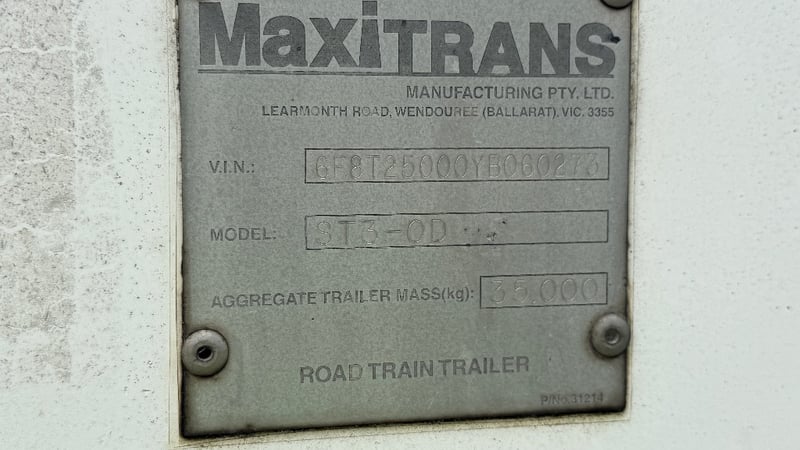 MaxiTRANS
MANUFACTURING PTY. LTD.
LEARMONTH ROAD, WENDOUREE (BALLARAT). VIC. 3355
V.I.N.: 6F8T25000YB060273
MODEL: ST3-OD
AGGREGATE TRAILER MASS(kg): 35,000
ROAD TRAIN TRAILER
P/No.31214